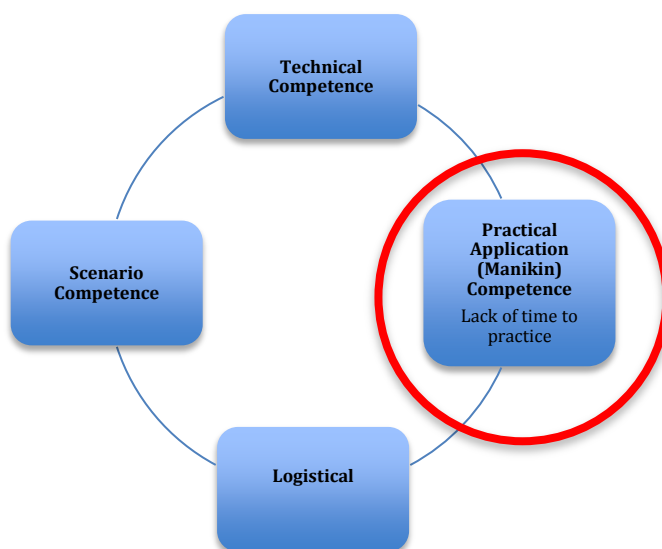 Technical
Competence
Practical
Application
(Manikin)
Competence
Lack of time to
practice
Scenario
Competence
Logistical